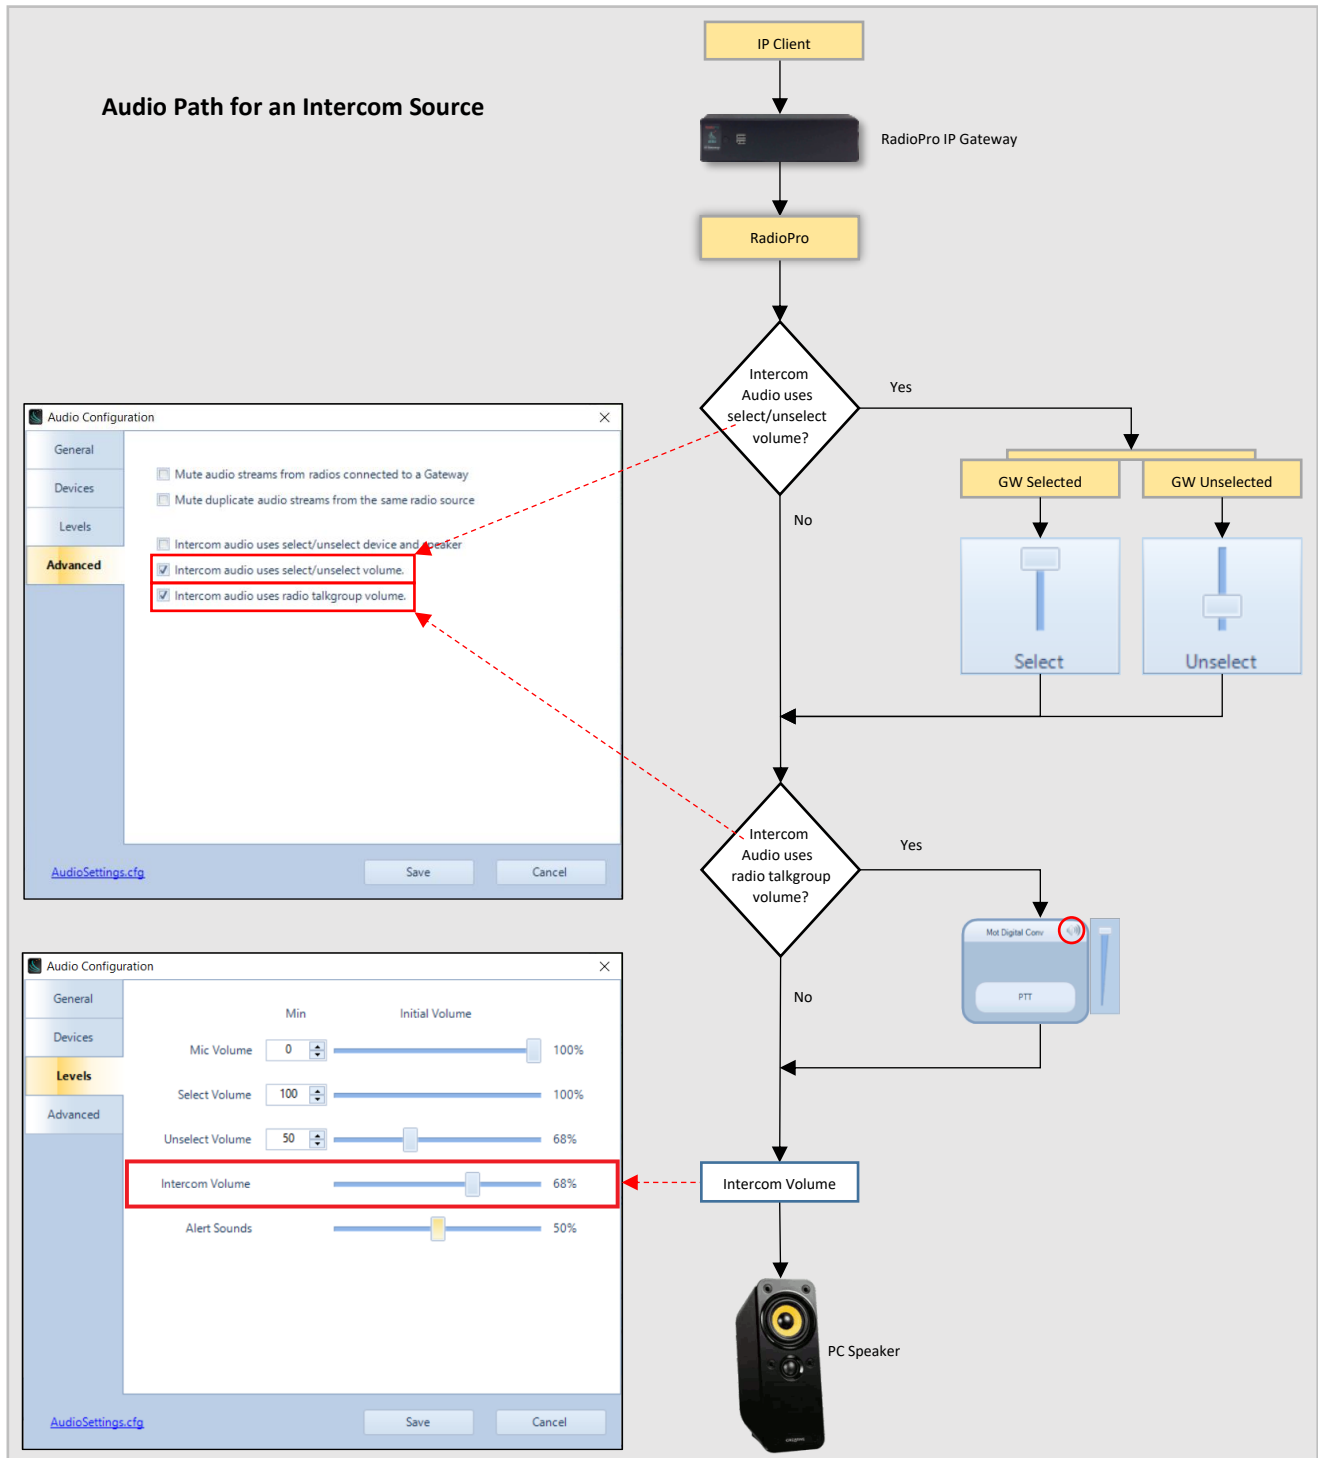 IP Client
Audio Path for an Intercom Source
RadioPro IP Gateway
RadioPro
Intercom
Audio uses
select/unselect
volume?
Yes
No
GW Selected
GW Unselected
Select
Unselect
Audio Configuration
General
Devices
Levels
Advanced
Mute audio streams from radios connected to a Gateway
Mute duplicate audio streams from the same radio source
Intercom audio uses select/unselect device and speaker
Intercom audio uses select/unselect volume.
Intercom audio uses radio talkgroup volume.
AudioSettings.cfg
Save
Cancel
Intercom
Audio uses
radio talkgroup
volume?
Yes
No
Mot Digital Conv
PTT
Audio Configuration
General
Devices
Levels
Advanced
Min
Initial Volume
Mic Volume
0
100%
Select Volume
100
100%
Unselect Volume
50
68%
Intercom Volume
68%
Alert Sounds
50%
AudioSettings.cfg
Save
Cancel
Intercom Volume
PC Speaker